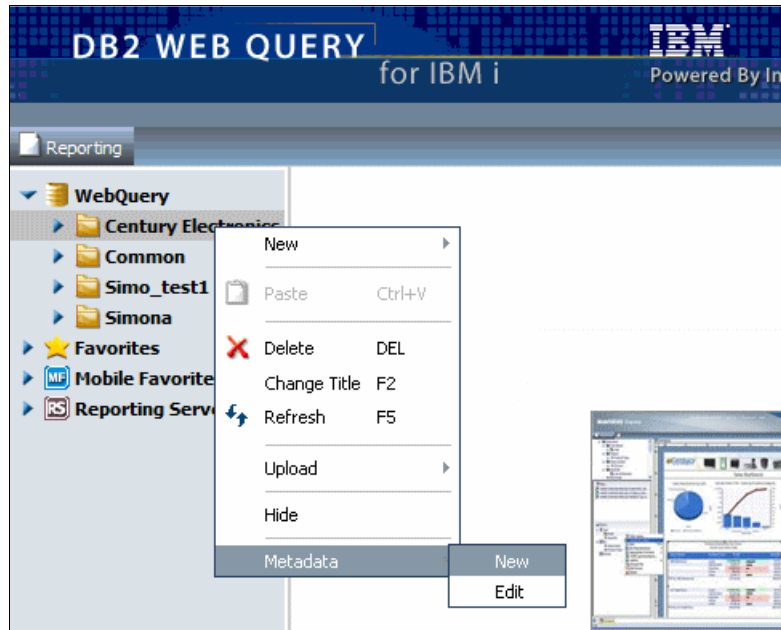 DB2 WEB QUERY
for IBM i
IBM
Powered By In
Reporting
WebQuery
Century Electronics
Common
Simo_test1
Simona
Favorites
Mobile Favorite
Reporting Serv
New
Paste Ctrl+V
Delete DEL
Change Title F2
Refresh F5
Upload
Hide
Metadata
New
Edit